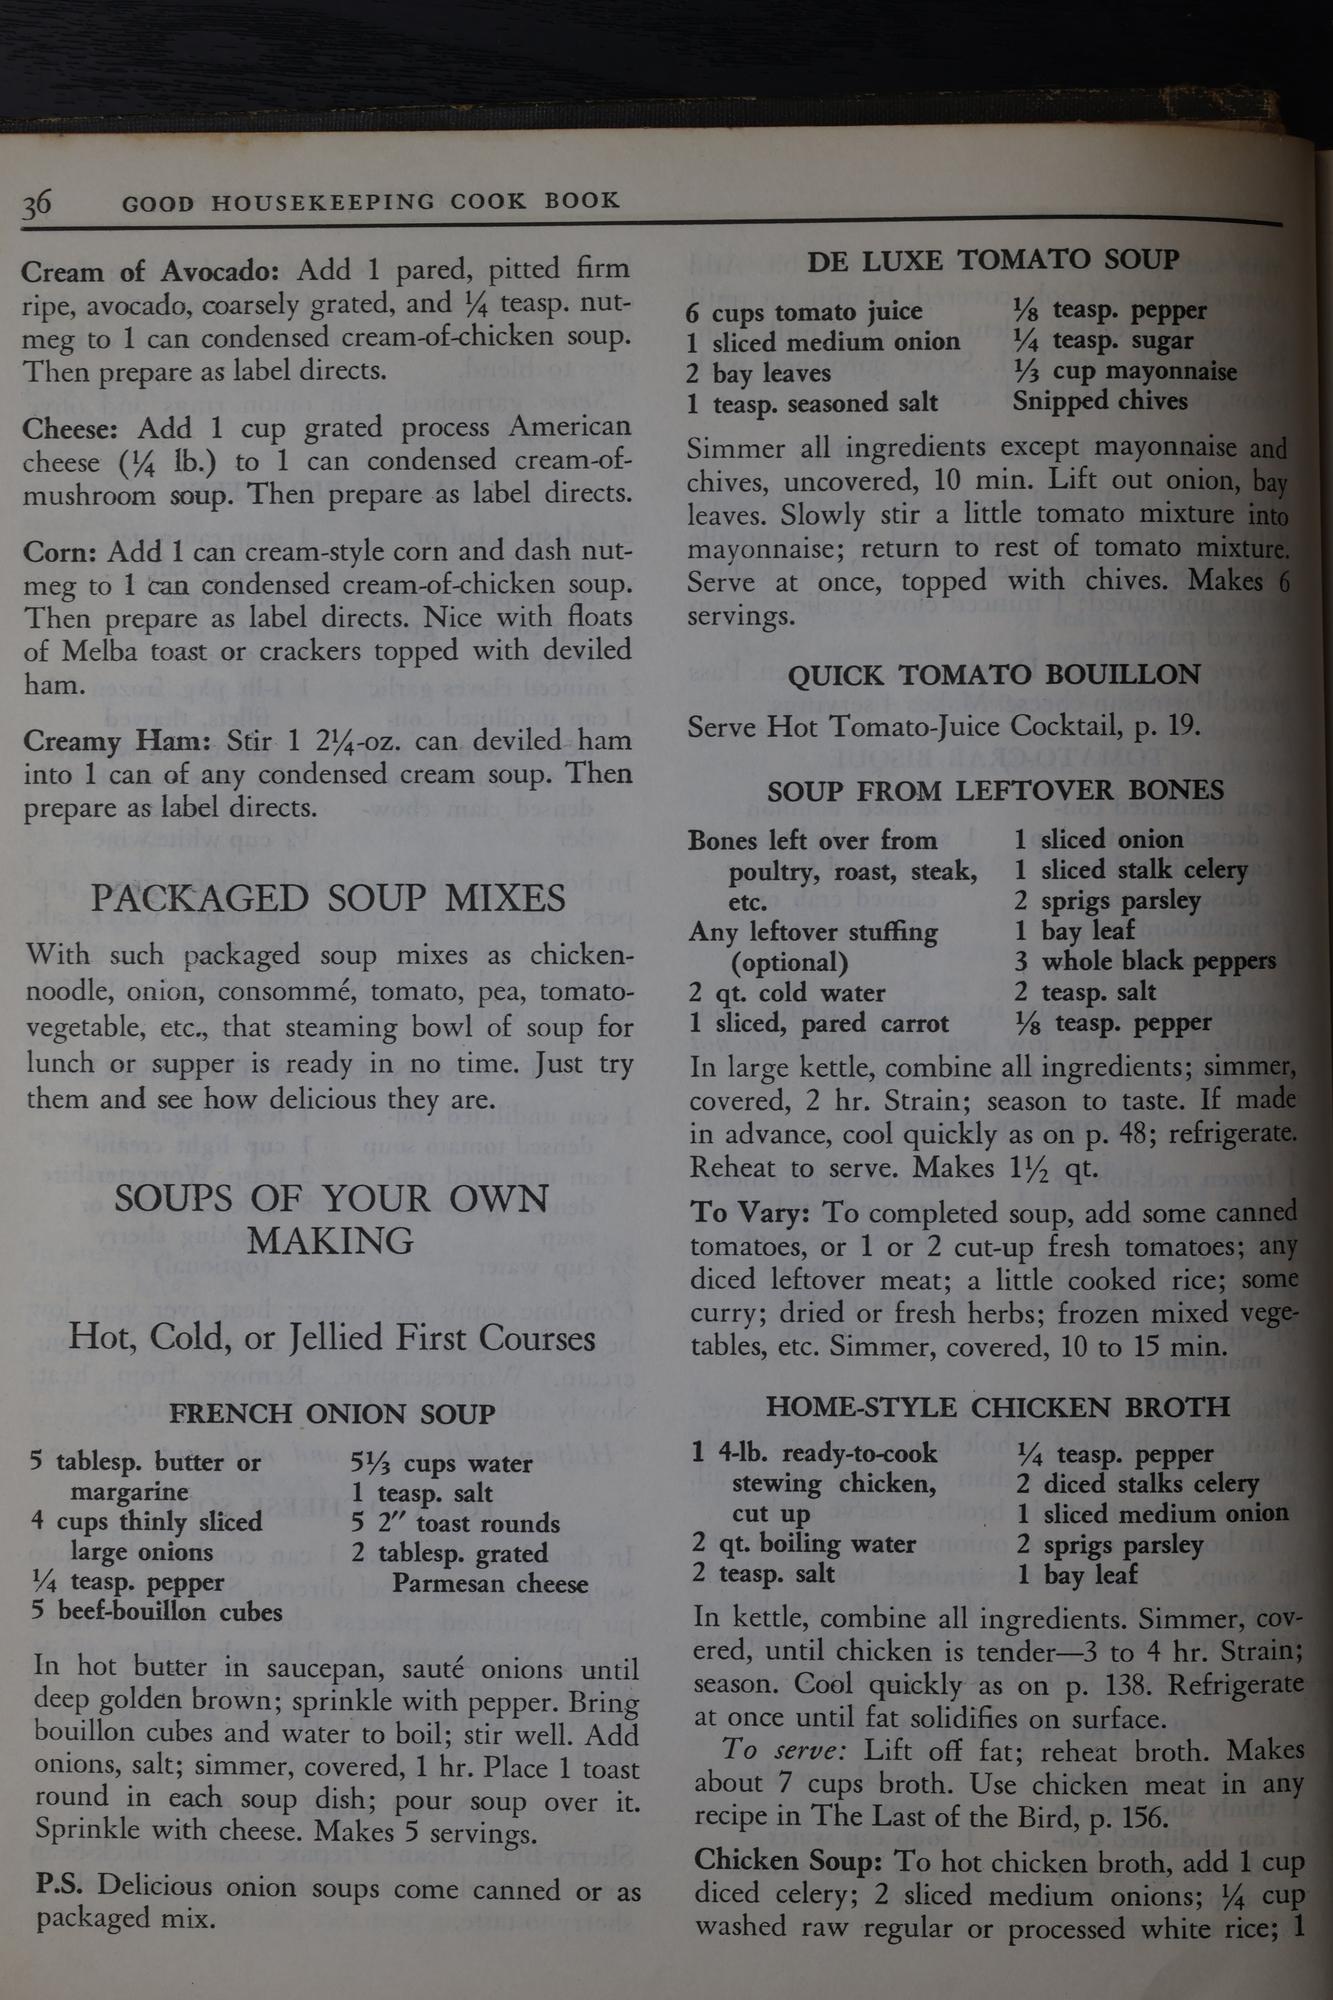 36 GOOD HOUSEKEEPING COOK BOOK
Cream of Avocado: Add 1 pared, pitted firm
ripe, avocado, coarsely grated, and ¼ teasp. nut-
meg to 1 can condensed cream-of-chicken soup.
Then prepare as label directs.
Cheese: Add 1 cup grated process American
cheese (¼ lb.) to 1 can condensed cream-of-
mushroom soup. Then prepare as label directs.
Corn: Add 1 can cream-style corn and dash nut-
meg to 1 can condensed cream-of-chicken soup.
Then prepare as label directs. Nice with floats
of Melba toast or crackers topped with deviled
ham.
Creamy Ham: Stir 1 2¼-oz. can deviled ham
into 1 can of any condensed cream soup. Then
prepare as label directs.
PACKAGED SOUP MIXES
With such packaged soup mixes as chicken-
noodle, onion, consommé, tomato, pea, tomato-
vegetable, etc., that steaming bowl of soup for
lunch or supper is ready in no time. Just try
them and see how delicious they are.
SOUPS OF YOUR OWN
MAKING
Hot, Cold, or Jellied First Courses
FRENCH ONION SOUP
5 tablesp. butter or
margarine
4 cups thinly sliced
large onions
¼ teasp. pepper
5 beef-bouillon cubes
5⅓ cups water
1 teasp. salt
5 2″ toast rounds
2 tablesp. grated
Parmesan cheese
In hot butter in saucepan, sauté onions until
deep golden brown; sprinkle with pepper. Bring
bouillon cubes and water to boil; stir well. Add
onions, salt; simmer, covered, 1 hr. Place 1 toast
round in each soup dish; pour soup over it.
Sprinkle with cheese. Makes 5 servings.
P.S. Delicious onion soups come canned or as
packaged mix.
DE LUXE TOMATO SOUP
6 cups tomato juice
1 sliced medium onion
2 bay leaves
1 teasp. seasoned salt
⅛ teasp. pepper
¼ teasp. sugar
⅓ cup mayonnaise
Snipped chives
Simmer all ingredients except mayonnaise and
chives, uncovered, 10 min. Lift out onion, bay
leaves. Slowly stir a little tomato mixture into
mayonnaise; return to rest of tomato mixture.
Serve at once, topped with chives. Makes 6
servings.
QUICK TOMATO BOUILLON
Serve Hot Tomato-Juice Cocktail, p. 19.
SOUP FROM LEFTOVER BONES
Bones left over from
poultry, roast, steak,
etc.
Any leftover stuffing
(optional)
2 qt. cold water
1 sliced, pared carrot
1 sliced onion
1 sliced stalk celery
2 sprigs parsley
1 bay leaf
3 whole black peppers
2 teasp. salt
⅛ teasp. pepper
In large kettle, combine all ingredients; simmer,
covered, 2 hr. Strain; season to taste. If made
in advance, cool quickly as on p. 48; refrigerate.
Reheat to serve. Makes 1½ qt.
To Vary: To completed soup, add some canned
tomatoes, or 1 or 2 cut-up fresh tomatoes; any
diced leftover meat; a little cooked rice; some
curry; dried or fresh herbs; frozen mixed vege-
tables, etc. Simmer, covered, 10 to 15 min.
HOME-STYLE CHICKEN BROTH
1 4-lb. ready-to-cook
stewing chicken,
cut up
2 qt. boiling water
2 teasp. salt
¼ teasp. pepper
2 diced stalks celery
1 sliced medium onion
2 sprigs parsley
1 bay leaf
In kettle, combine all ingredients. Simmer, cov-
ered, until chicken is tender—3 to 4 hr. Strain;
season. Cool quickly as on p. 138. Refrigerate
at once until fat solidifies on surface.
To serve: Lift off fat; reheat broth. Makes
about 7 cups broth. Use chicken meat in any
recipe in The Last of the Bird, p. 156.
Chicken Soup: To hot chicken broth, add 1 cup
diced celery; 2 sliced medium onions; ¼ cup
washed raw regular or processed white rice; 1